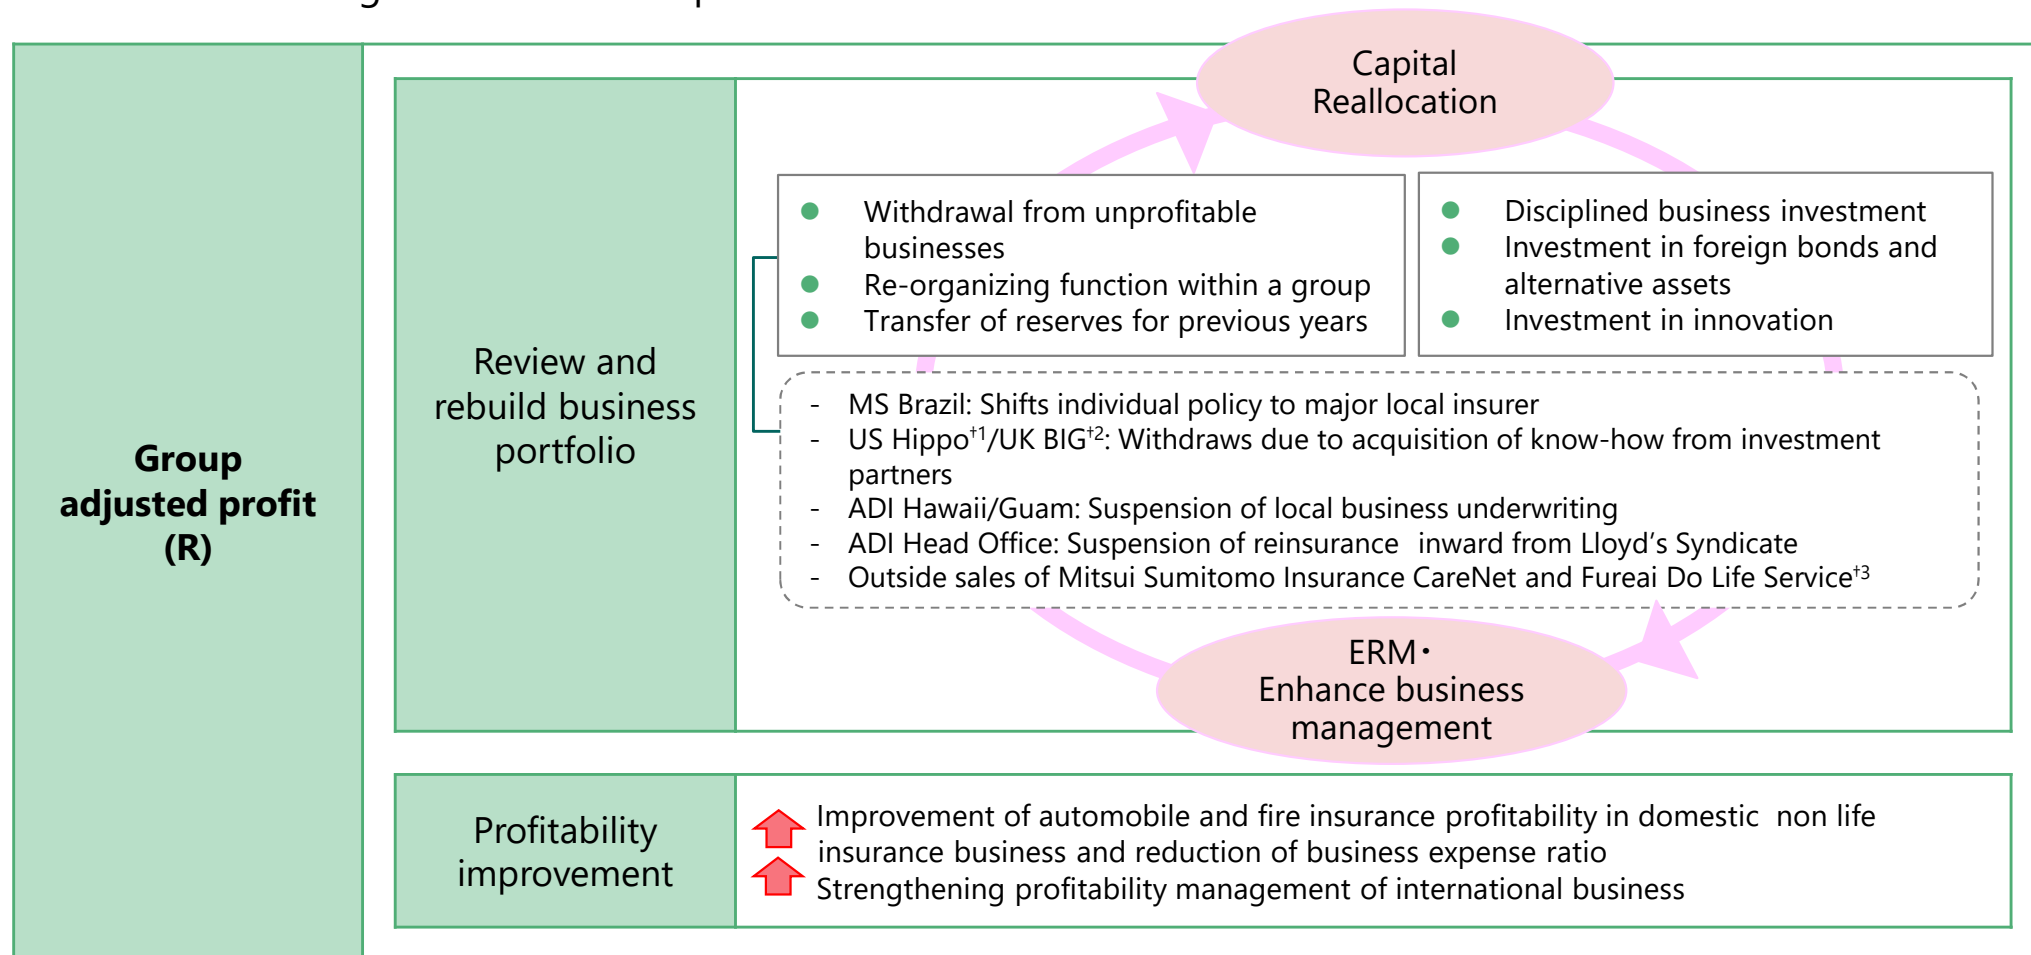 Capital
Reallocation
Group
adjusted profit
(R)
Review and
rebuild business
portfolio
● Withdrawal from unprofitable
businesses
● Re-organizing function within a group
● Transfer of reserves for previous years
● Disciplined business investment
● Investment in foreign bonds and
alternative assets
● Investment in innovation
- MS Brazil: Shifts individual policy to major local insurer
- US Hippo†1/UK BIG†2: Withdraws due to acquisition of know-how from investment
partners
- ADI Hawaii/Guam: Suspension of local business underwriting
- ADI Head Office: Suspension of reinsurance inward from Lloyd's Syndicate
- Outside sales of Mitsui Sumitomo Insurance CareNet and Fureai Do Life Service†3
ERM・
Enhance business
management
Profitability
improvement
Improvement of automobile and fire insurance profitability in domestic non life
insurance business and reduction of business expense ratio
Strengthening profitability management of international business